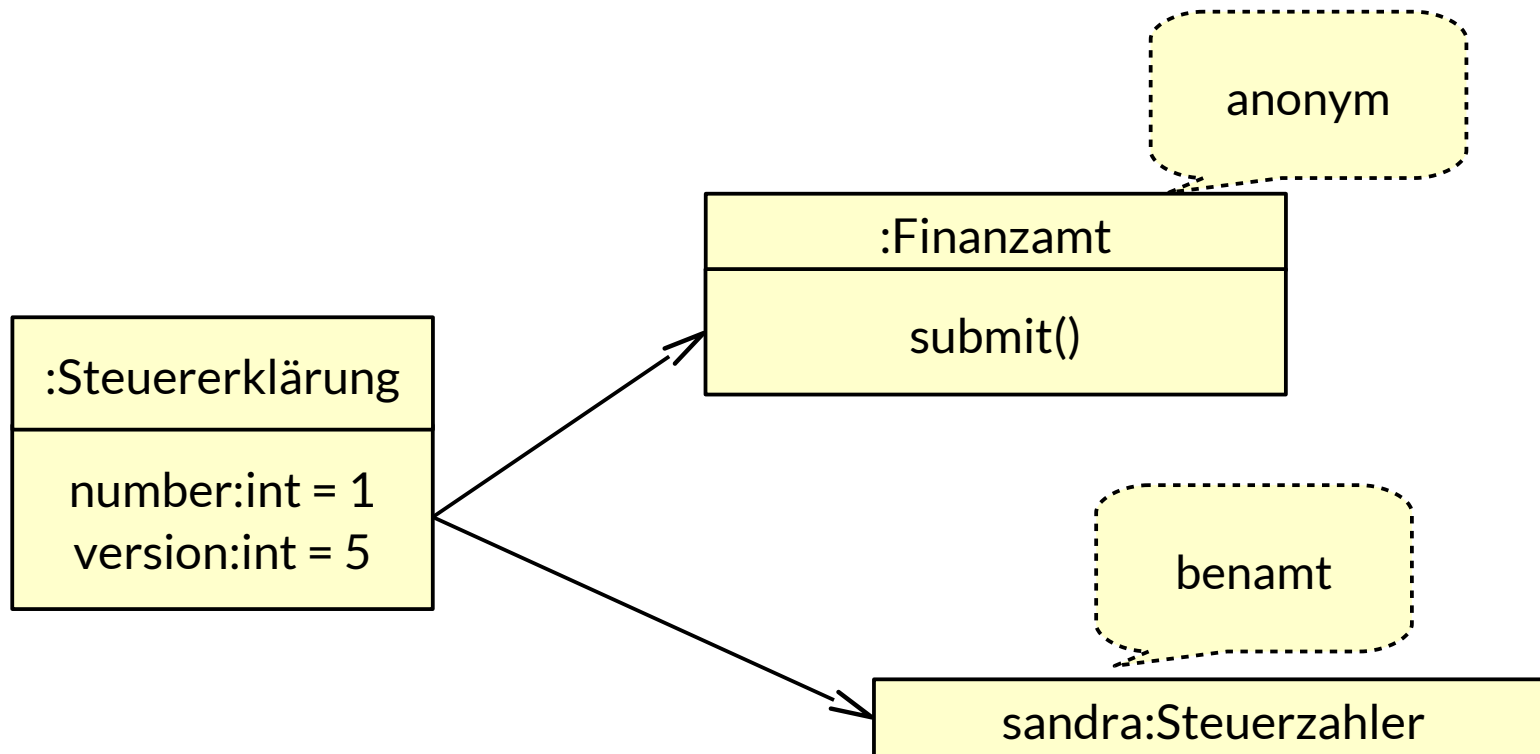 anonym
:Finanzamt
submit()
:Steuererklärung
number:int = 1
version:int = 5
benamt
sandra:Steuerzahler